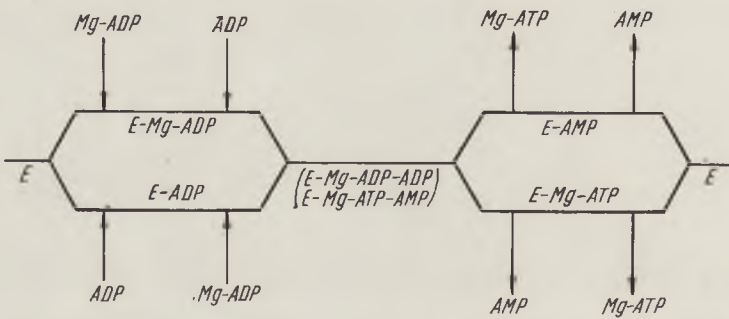 Mg-ADP ADP Mg-ATP AMP
E-Mg-ADP E-AMP
E E-ADP (E-Mg-ADP-ADP E-Mg-ATP E
E-Mg-ATP-AMP)
ADP .Mg-ADP AMP Mg-ATP